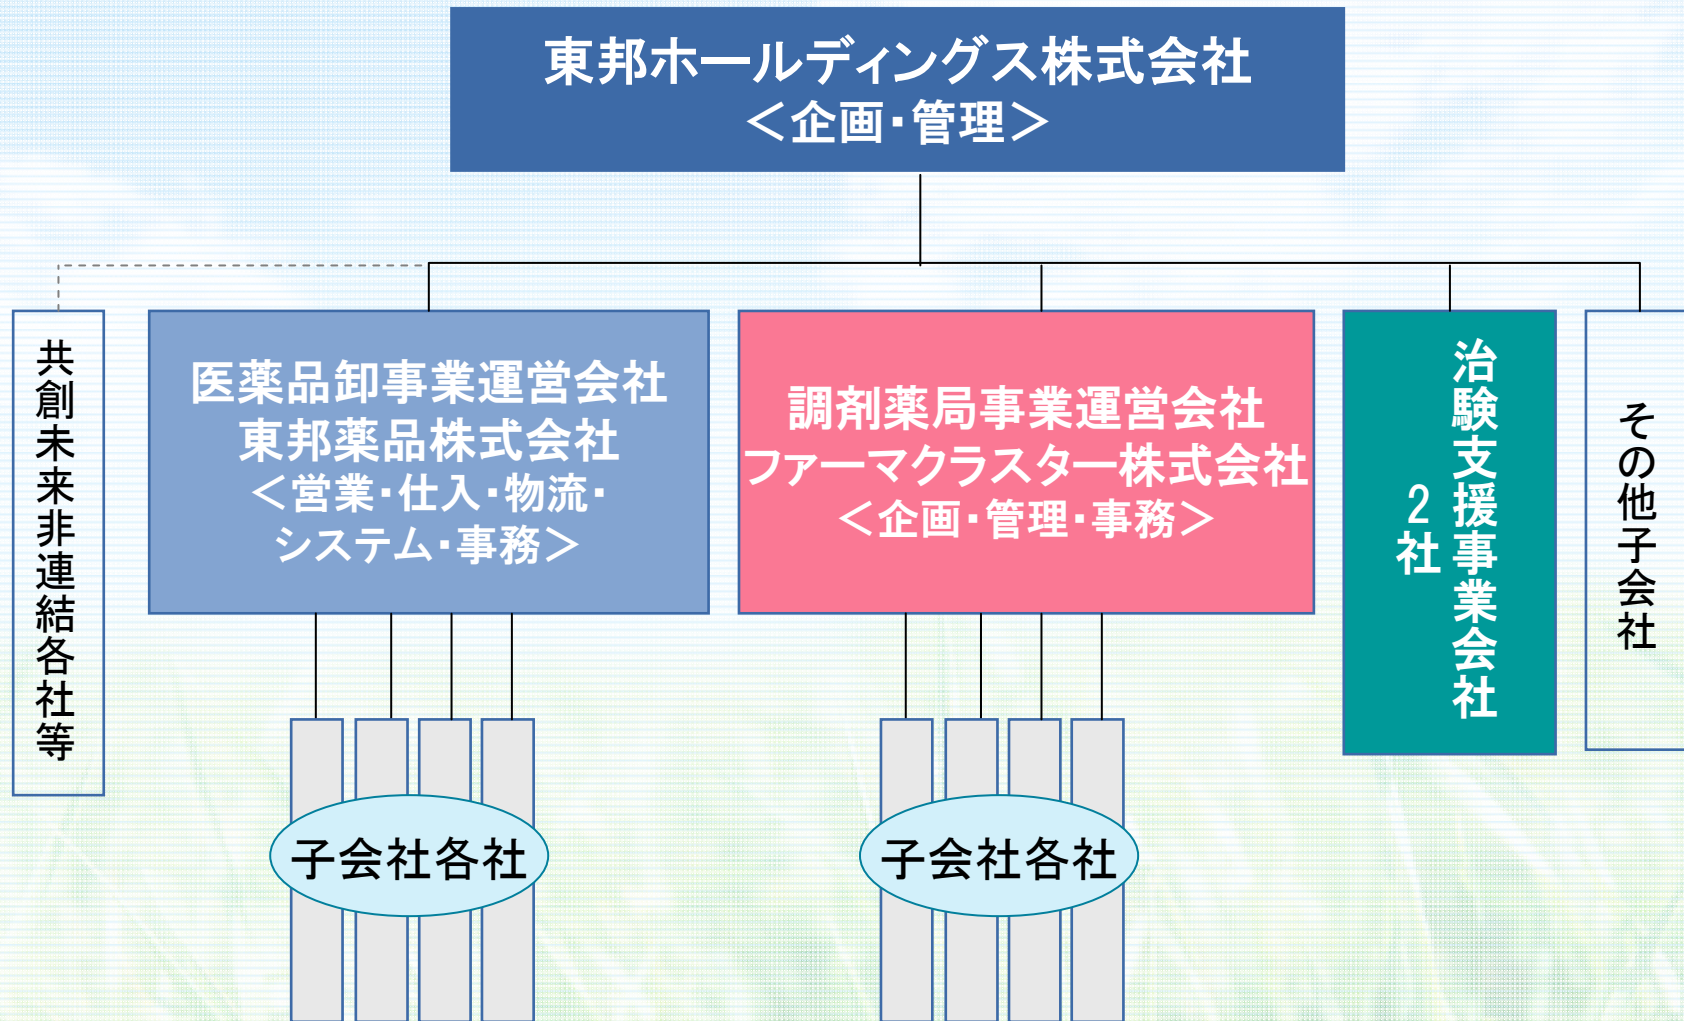 東邦ホールディングス株式会社
＜企画・管理＞
共創未来非連結各社等
医薬品卸事業運営会社
東邦薬品株式会社
＜営業・仕入・物流・
システム・事務＞
調剤薬局事業運営会社
ファーマクラスター株式会社
＜企画・管理・事務＞
治験支援事業会社
2社
その他子会社
子会社各社
子会社各社